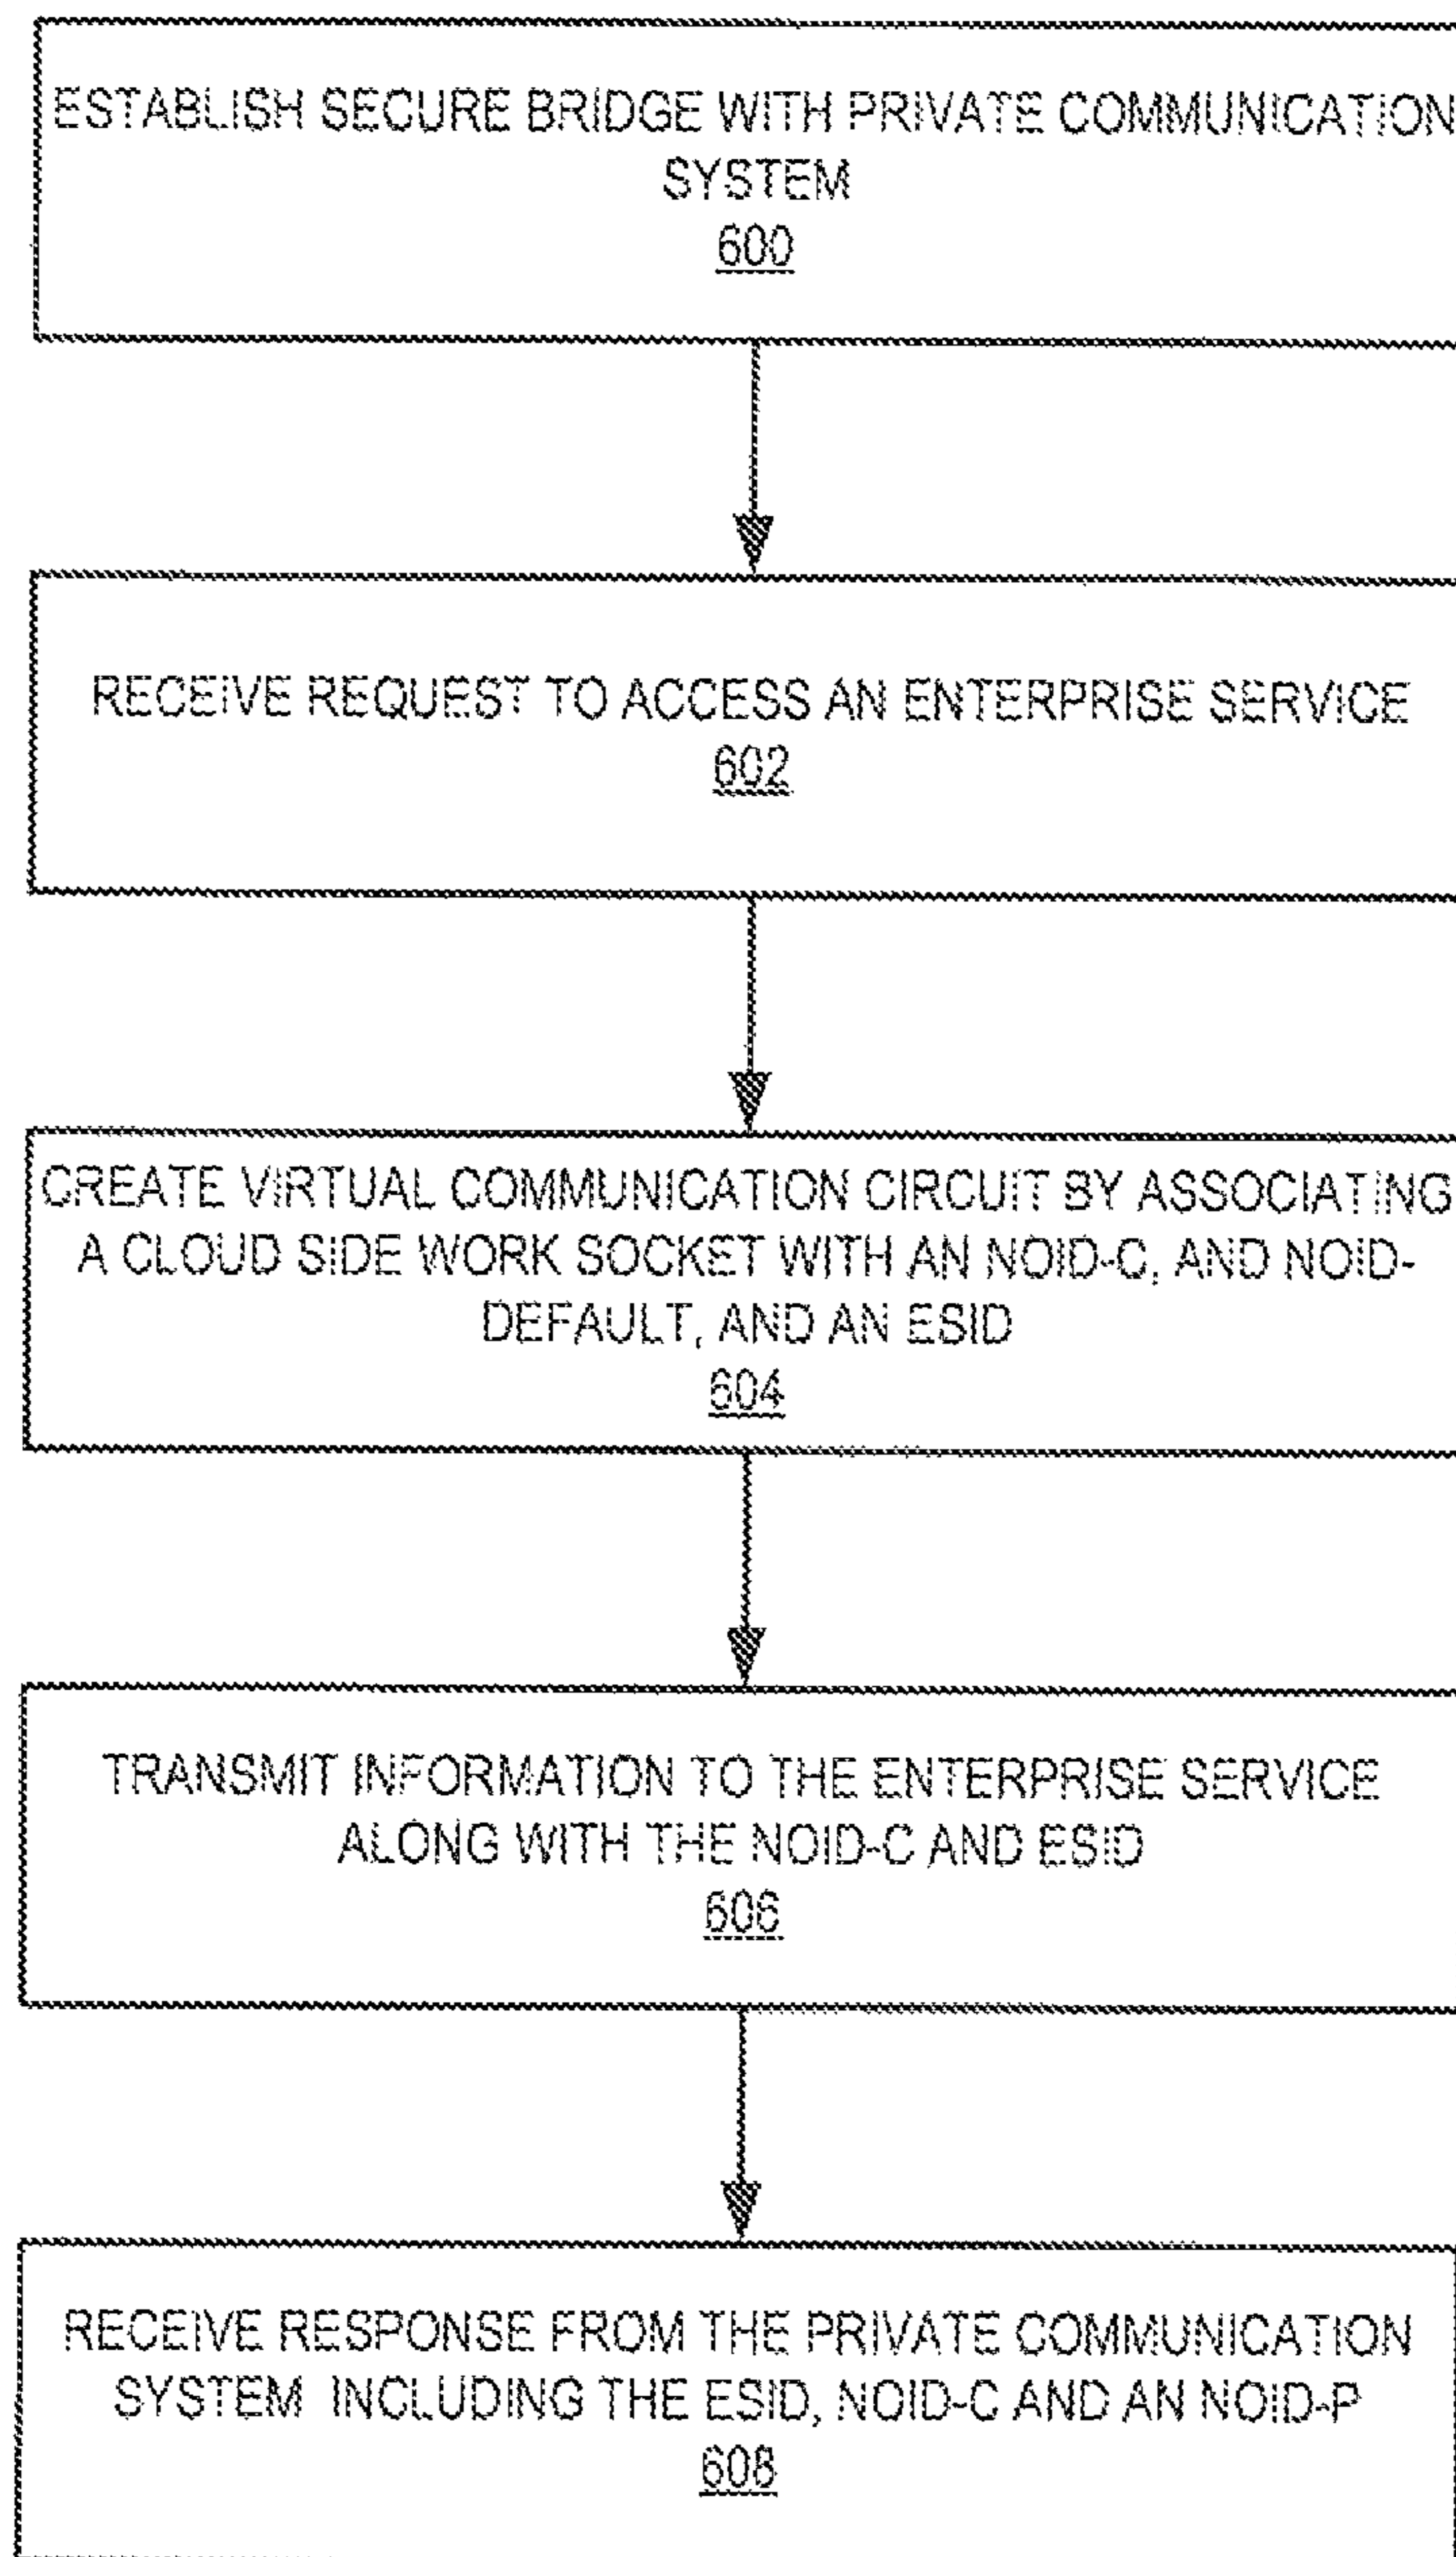 ESTABLISH SECURE BRIDGE WITH PRIVATE COMMUNICATION
SYSTEM
600
RECEIVE REQUEST TO ACCESS AN ENTERPRISE SERVICE
602
CREATE VIRTUAL COMMUNICATION CIRCUIT BY ASSOCIATING
A CLOUD SIDE WORK SOCKET WITH AN NOID-C, AND NOID-
DEFAULT, AND AN ESID
604
TRANSMIT INFORMATION TO THE ENTERPRISE SERVICE
ALONG WITH THE NOID-C AND ESID
606
RECEIVE RESPONSE FROM THE PRIVATE COMMUNICATION
SYSTEM INCLUDING THE ESID, NOID-C AND AN NOID-P
608